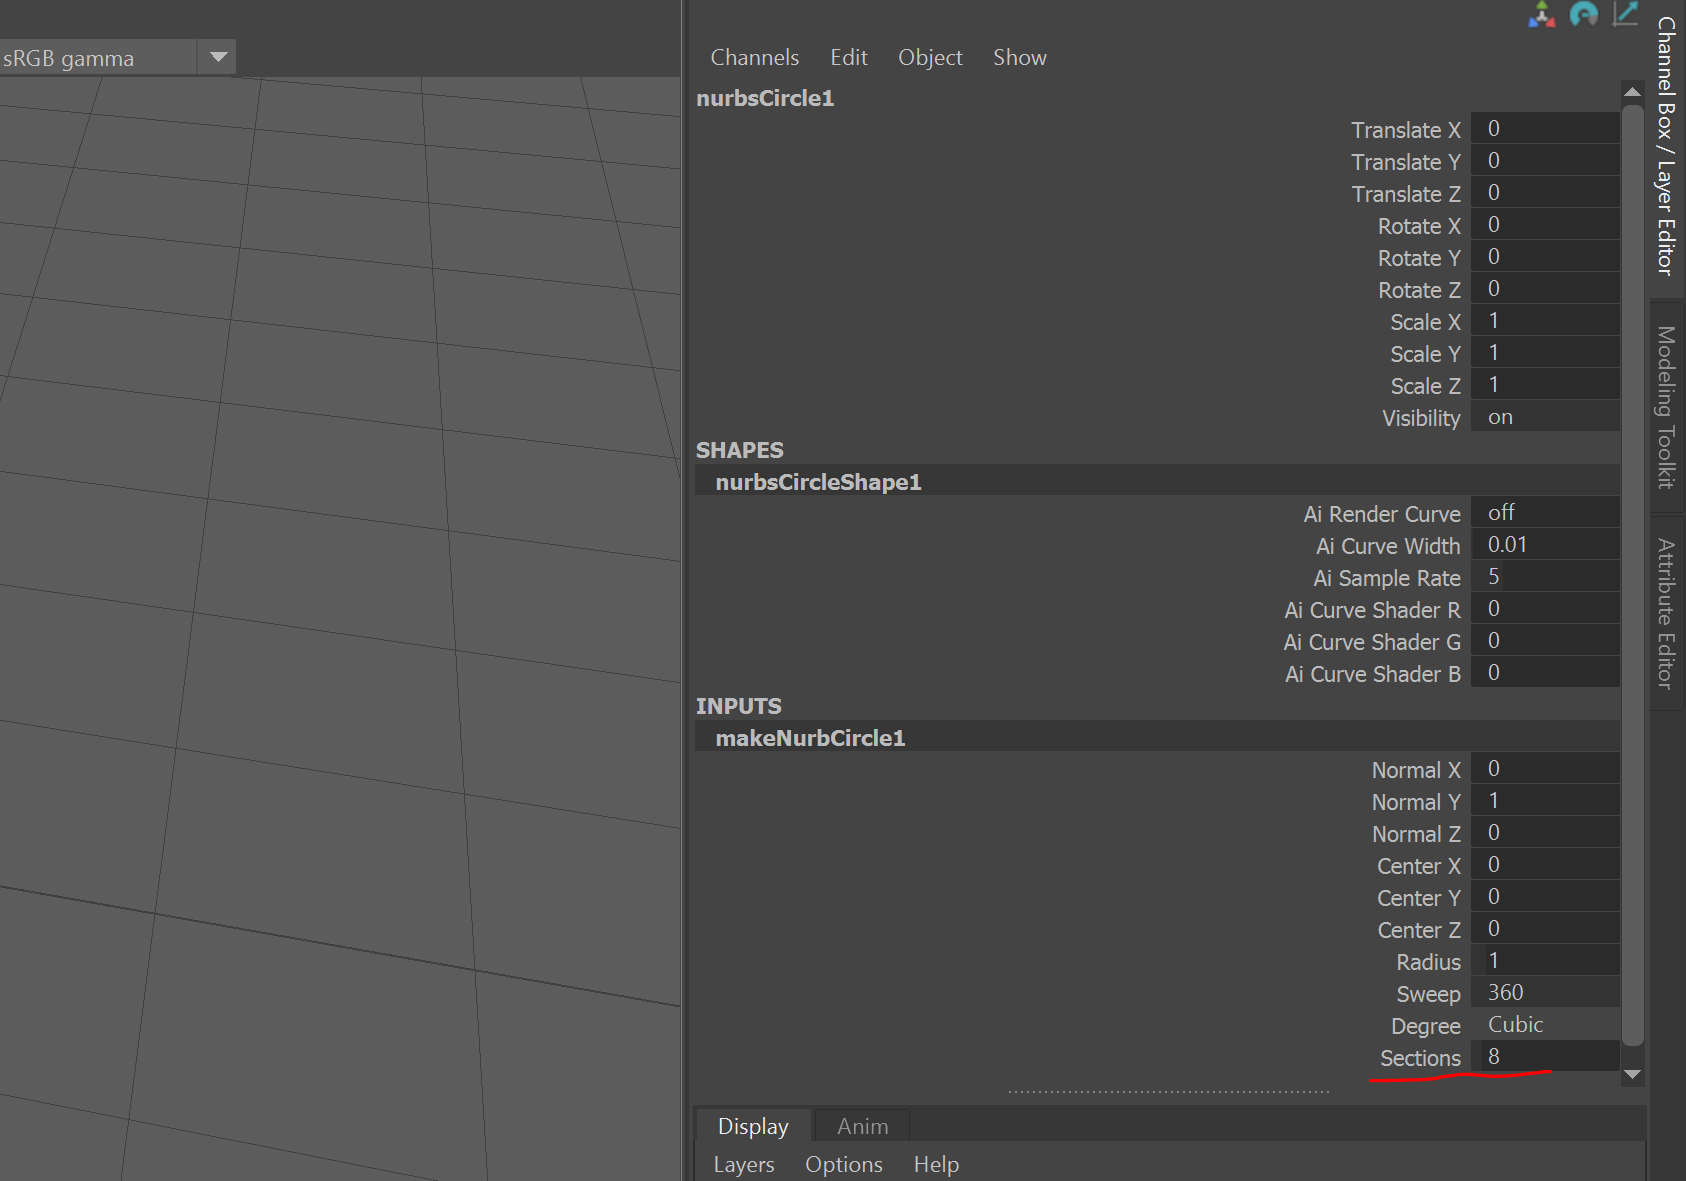 sRGB gamma
Channels Edit Object Show
nurbsCircle1
Translate X 0
Translate Y 0
Translate Z 0
Rotate X 0
Rotate Y 0
Rotate Z 0
Scale X 1
Scale Y 1
Scale Z 1
Visibility on
SHAPES
nurbsCircleShape1
Ai Render Curve off
Ai Curve Width 0.01
Ai Sample Rate 5
Ai Curve Shader R 0
Ai Curve Shader G 0
Ai Curve Shader B 0
INPUTS
makeNurbCircle1
Normal X 0
Normal Y 1
Normal Z 0
Center X 0
Center Y 0
Center Z 0
Radius 1
Sweep 360
Degree Cubic
Sections 8
Display Anim
Layers Options Help
Channel Box / Layer Editor
Modeling Toolkit
Attribute Editor